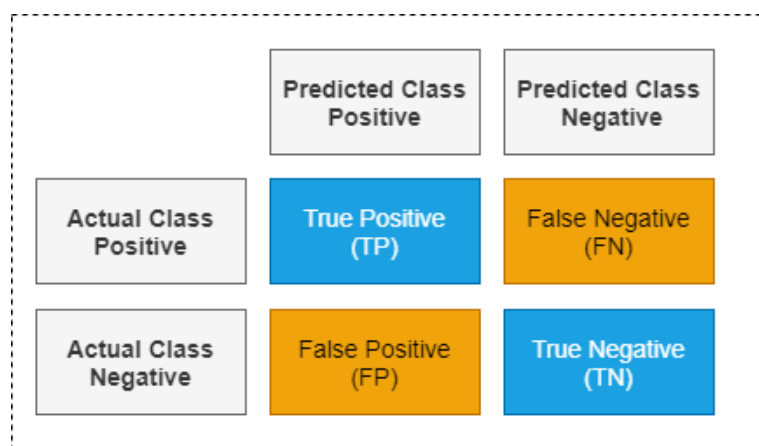 Predicted Class
Positive
Predicted Class
Negative
Actual Class
Positive
True Positive
(TP)
False Negative
(FN)
Actual Class
Negative
False Positive
(FP)
True Negative
(TN)